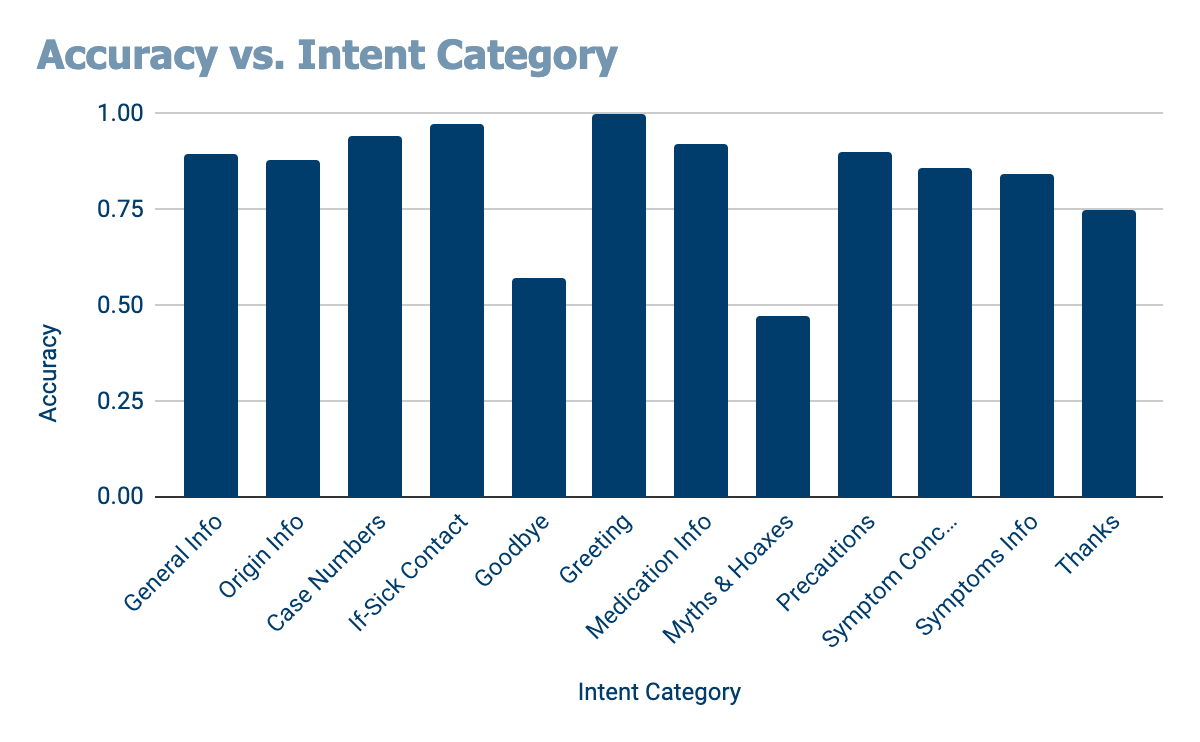 Accuracy vs. Intent Category
1.00
0.75
0.50
0.25
0.00
Accuracy
General Info
Origin Info
Case Numbers
If-Sick Contact
Goodbye
Greeting
Medication Info
Myths & Hoaxes
Precautions
Symptom Conc...
Symptoms Info
Thanks
Intent Category